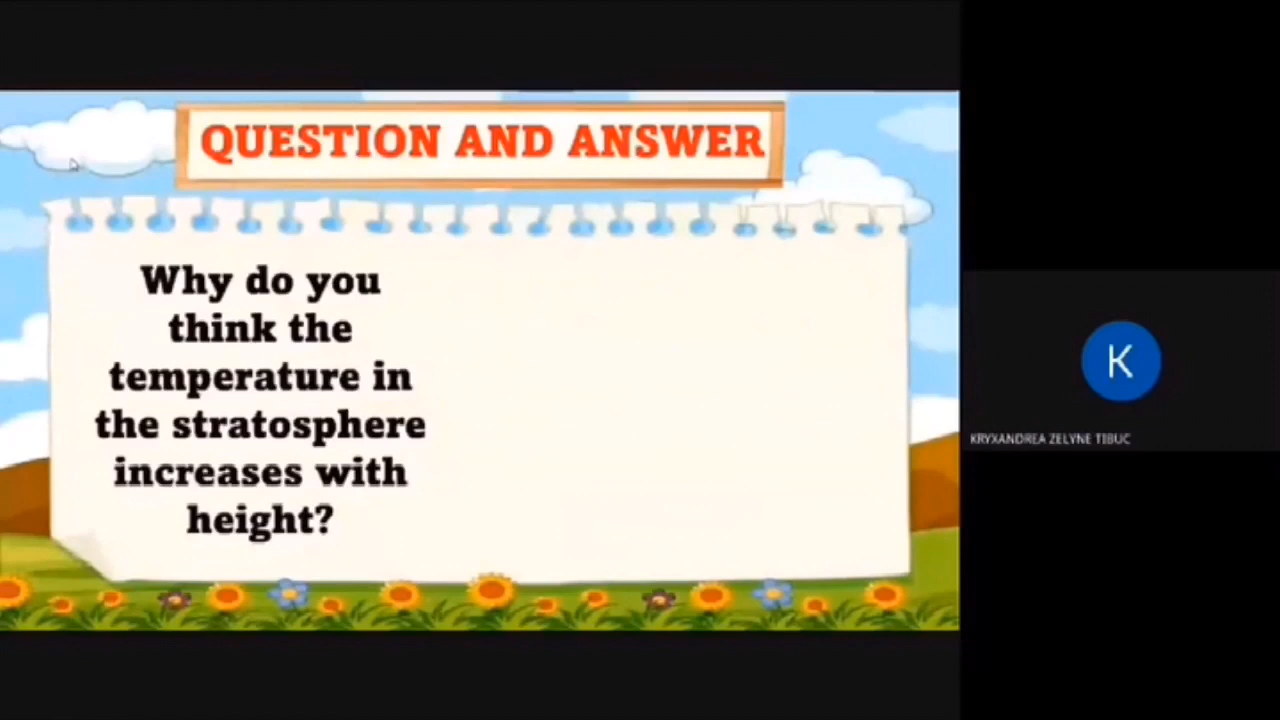 QUESTION AND ANSWER
Why do you
think the
temperature in
the stratosphere
increases with
height?
K
KRYXANDREA ZELYNE TIBUC